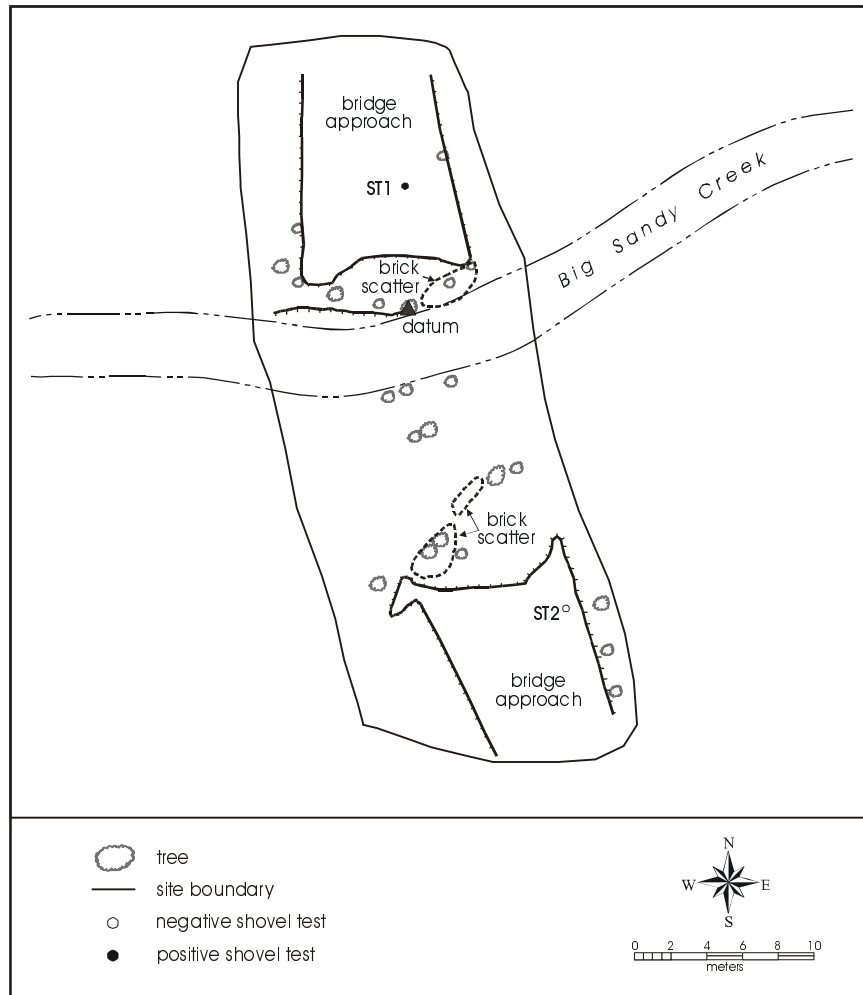 bridge
approach
ST1
Big Sandy Creek
brick
scatter
datum
brick
scatter
ST2
bridge
approach
tree
site boundary
negative shovel test
positive shovel test
N
W E
S
0 2 4 6 8 10
meters